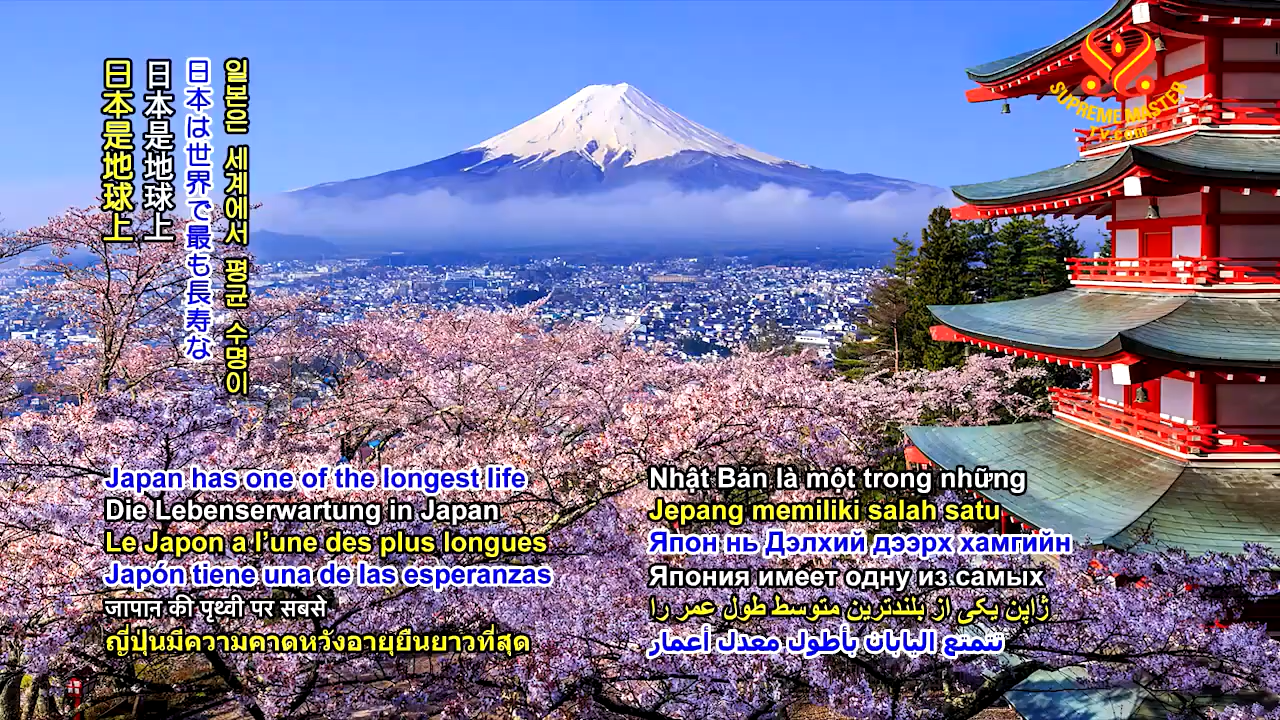 日本是地球上
日本是地球上
日本は世界で最も長寿な
일본은 세계에서 평균 수명이
SUPREME MASTER
TV.com
Japan has one of the longest life
Die Lebenserwartung in Japan
Le Japon a l'une des plus longues
Japón tiene una de las esperanzas
जापान की पृथ्वी पर सबसे
ญี่ปุ่นมีความคาดหวังอายุยืนยาวที่สุด
Nhật Bản là một trong những
Jepang memiliki salah satu
Япон нь Дэлхий дээрх хамгийн
Япония имеет одну из самых
ژاپن یکی از بلندترین متوسط طول عمر را
تتمتع اليابان بأطول معدل أعمار